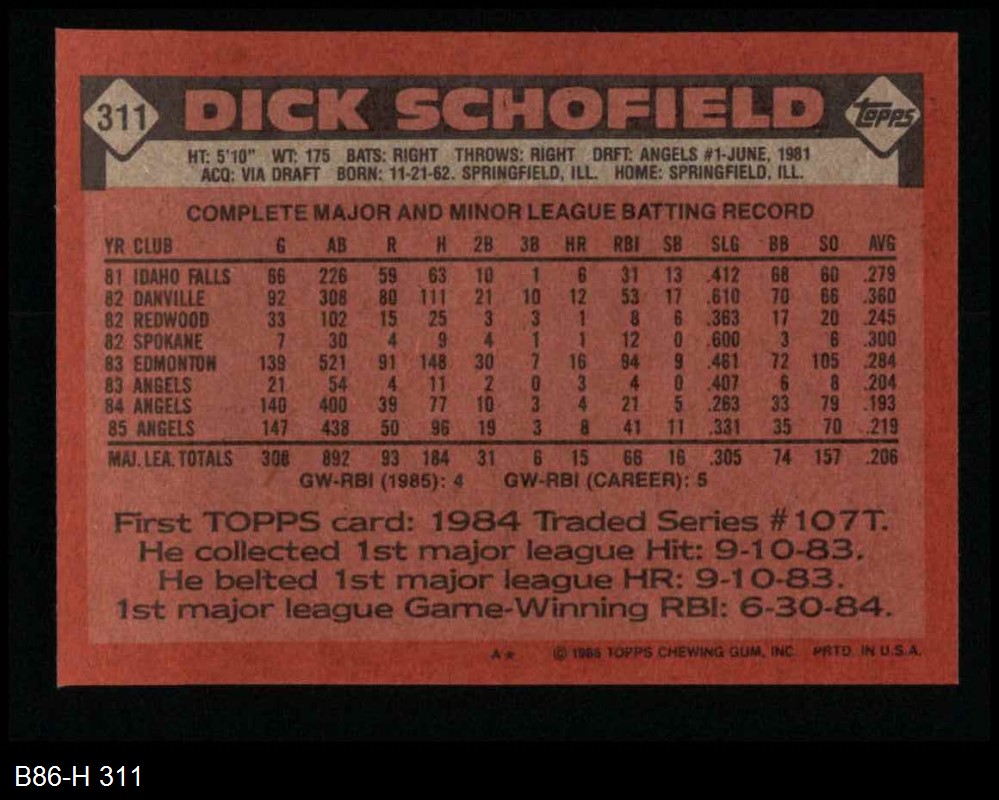 311 DICK SCHOFIELD topps
HT: 5'10" WT: 175 BATS: RIGHT THROWS: RIGHT DRFT: ANGELS #1-JUNE, 1981
ACQ: VIA DRAFT BORN: 11-21-62. SPRINGFIELD, ILL. HOME: SPRINGFIELD, ILL.
COMPLETE MAJOR AND MINOR LEAGUE BATTING RECORD
YR CLUB G AB R H 2B 3B HR RBI SB SLG BB SO AVG
81 IDAHO FALLS 66 226 59 63 10 1 6 31 13 .412 68 60 .279
82 DANVILLE 92 308 80 111 21 10 12 53 17 .610 70 66 .360
82 REDWOOD 33 102 15 25 3 3 1 8 6 .363 17 20 .245
82 SPOKANE 7 30 4 9 4 1 1 12 0 .600 3 6 .300
83 EDMONTON 139 521 91 148 30 7 16 94 9 .461 72 105 .284
83 ANGELS 21 54 4 11 2 0 3 4 0 .407 6 8 .204
84 ANGELS 140 400 39 77 10 3 4 21 5 .263 33 79 .193
85 ANGELS 147 438 50 96 19 3 8 41 11 .331 35 70 .219
MAJ. LEA. TOTALS 308 892 93 184 31 6 15 66 16 .305 74 157 .206
GW-RBI (1985): 4 GW-RBI (CAREER): 5
First TOPPS card: 1984 Traded Series #107T.
He collected 1st major league Hit: 9-10-83.
He belted 1st major league HR: 9-10-83.
1st major league Game-Winning RBI: 6-30-84.
A★ © 1986 TOPPS CHEWING GUM, INC. PRTD. IN U.S.A.
B86-H 311